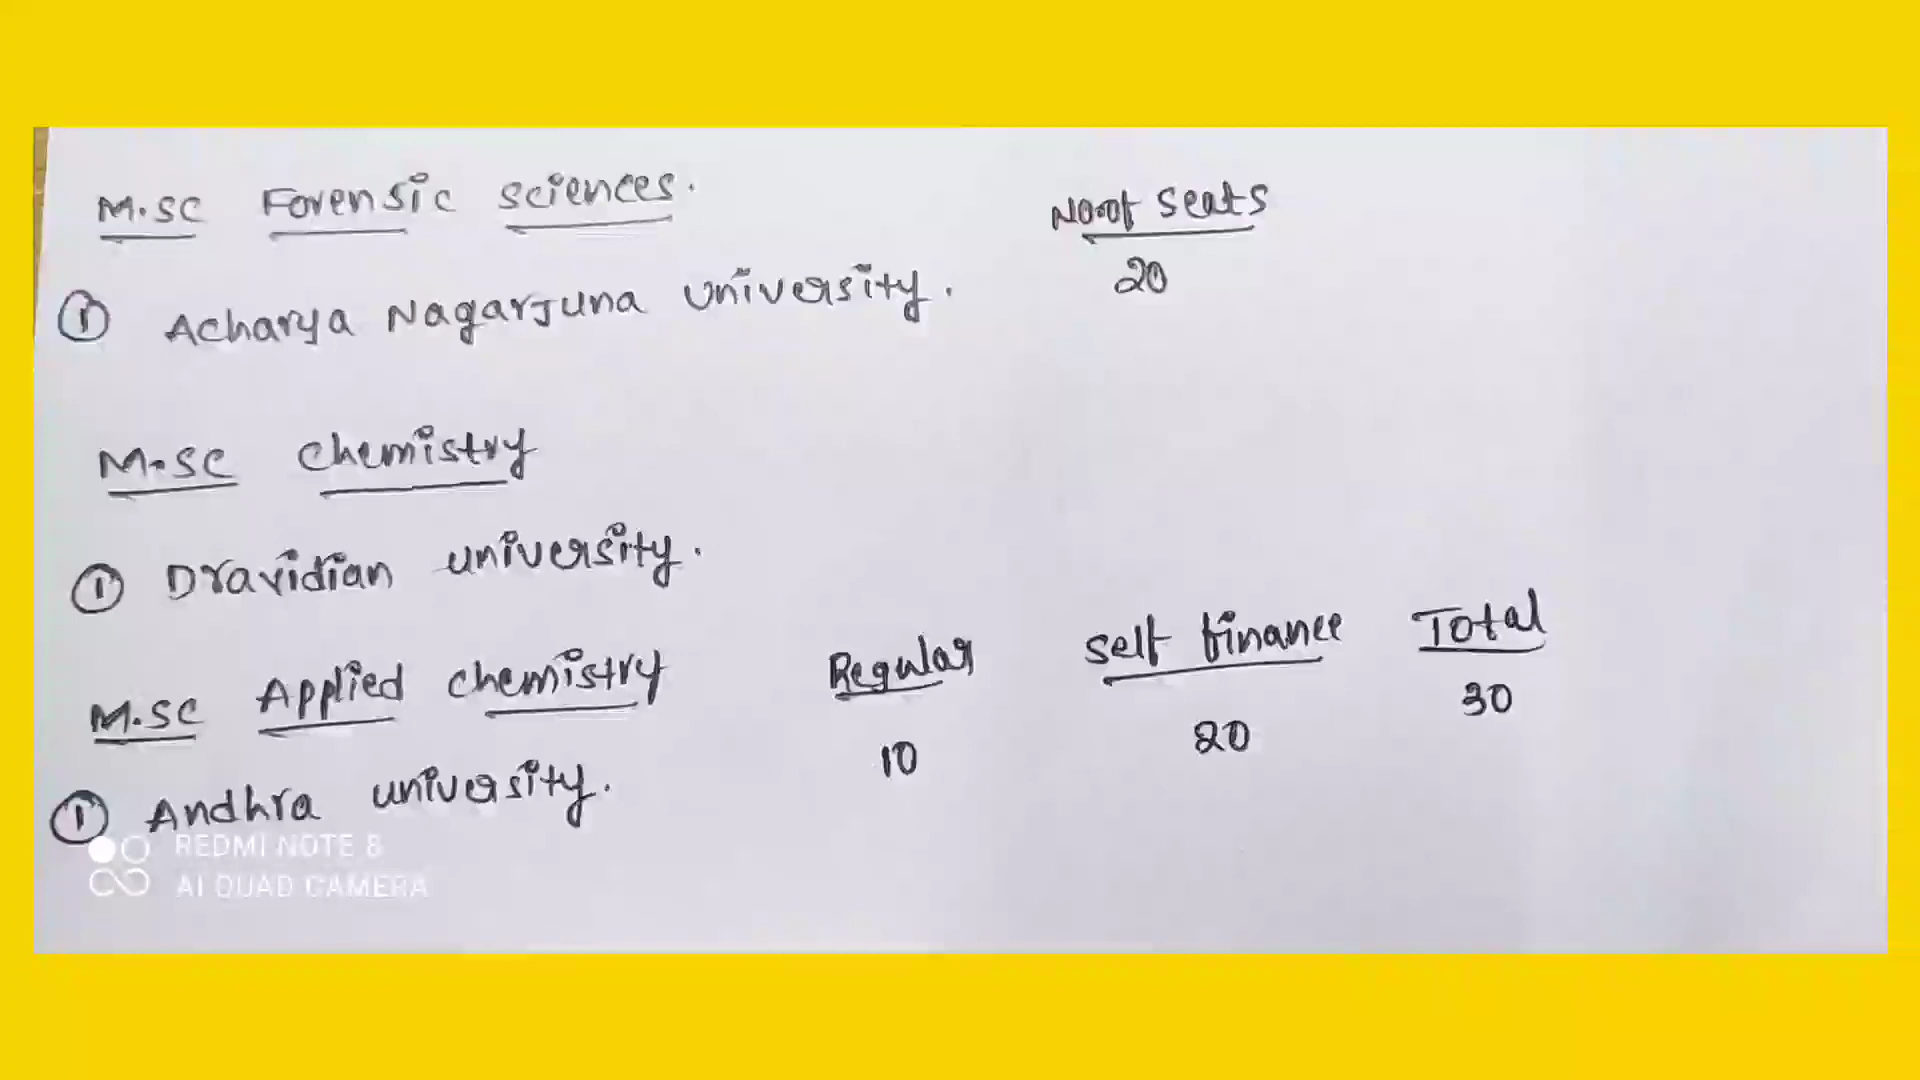 M.Sc Forensic Sciences. No.of Seats
① Acharya Nagarjuna University. 20
M.Sc Chemistry
① Dravidian University.
M.Sc Applied Chemistry Regular Self finance Total
① Andhra University. 10 20 30
REDMI NOTE 8
AI QUAD CAMERA